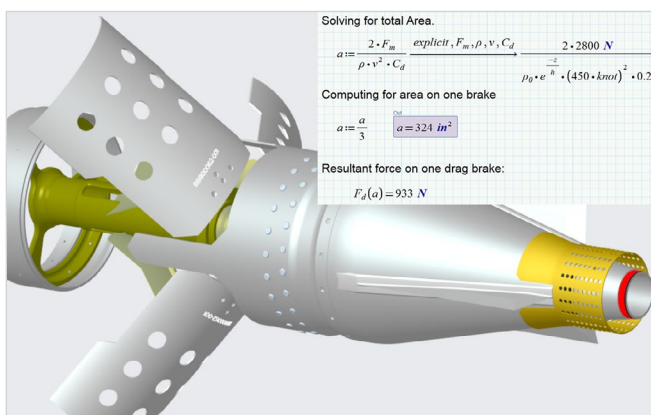 Solving for total Area.
a := 2·F_m / ρ·v²·C_d explicit, F_m, ρ, v, C_d → 2·2800 N / ρ₀·e^(-z/h)·(450·knot)²·0.2
Computing for area on one brake
a := a/3 a = 324 in²
Resultant force on one drag brake:
F_d(a) = 933 N